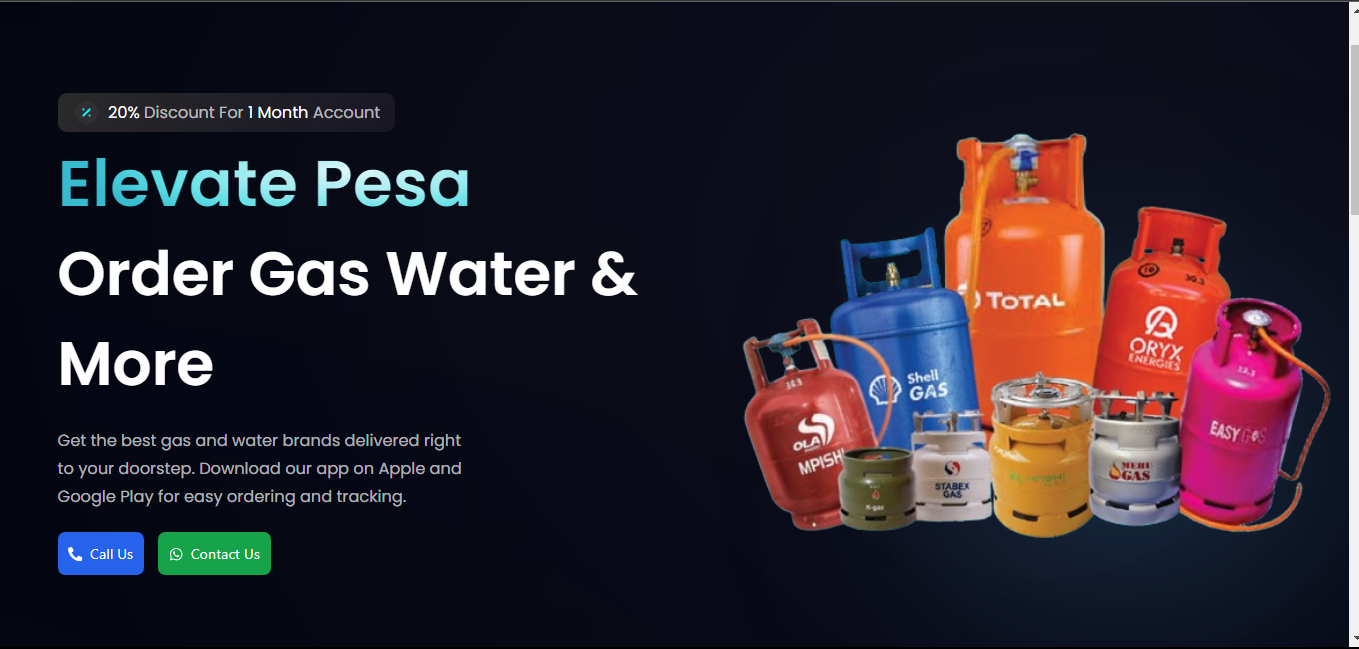 20% Discount For 1 Month Account
Elevate Pesa
Order Gas Water &
More
Get the best gas and water brands delivered right
to your doorstep. Download our app on Apple and
Google Play for easy ordering and tracking.
Call Us
Contact Us
TOTAL
ORYX
ENERGIES
Shell
GAS
EASY GAS
OLA
ENERGY
MPISHI
K-gas
STABEX
GAS
MPISHI
MERU
GAS